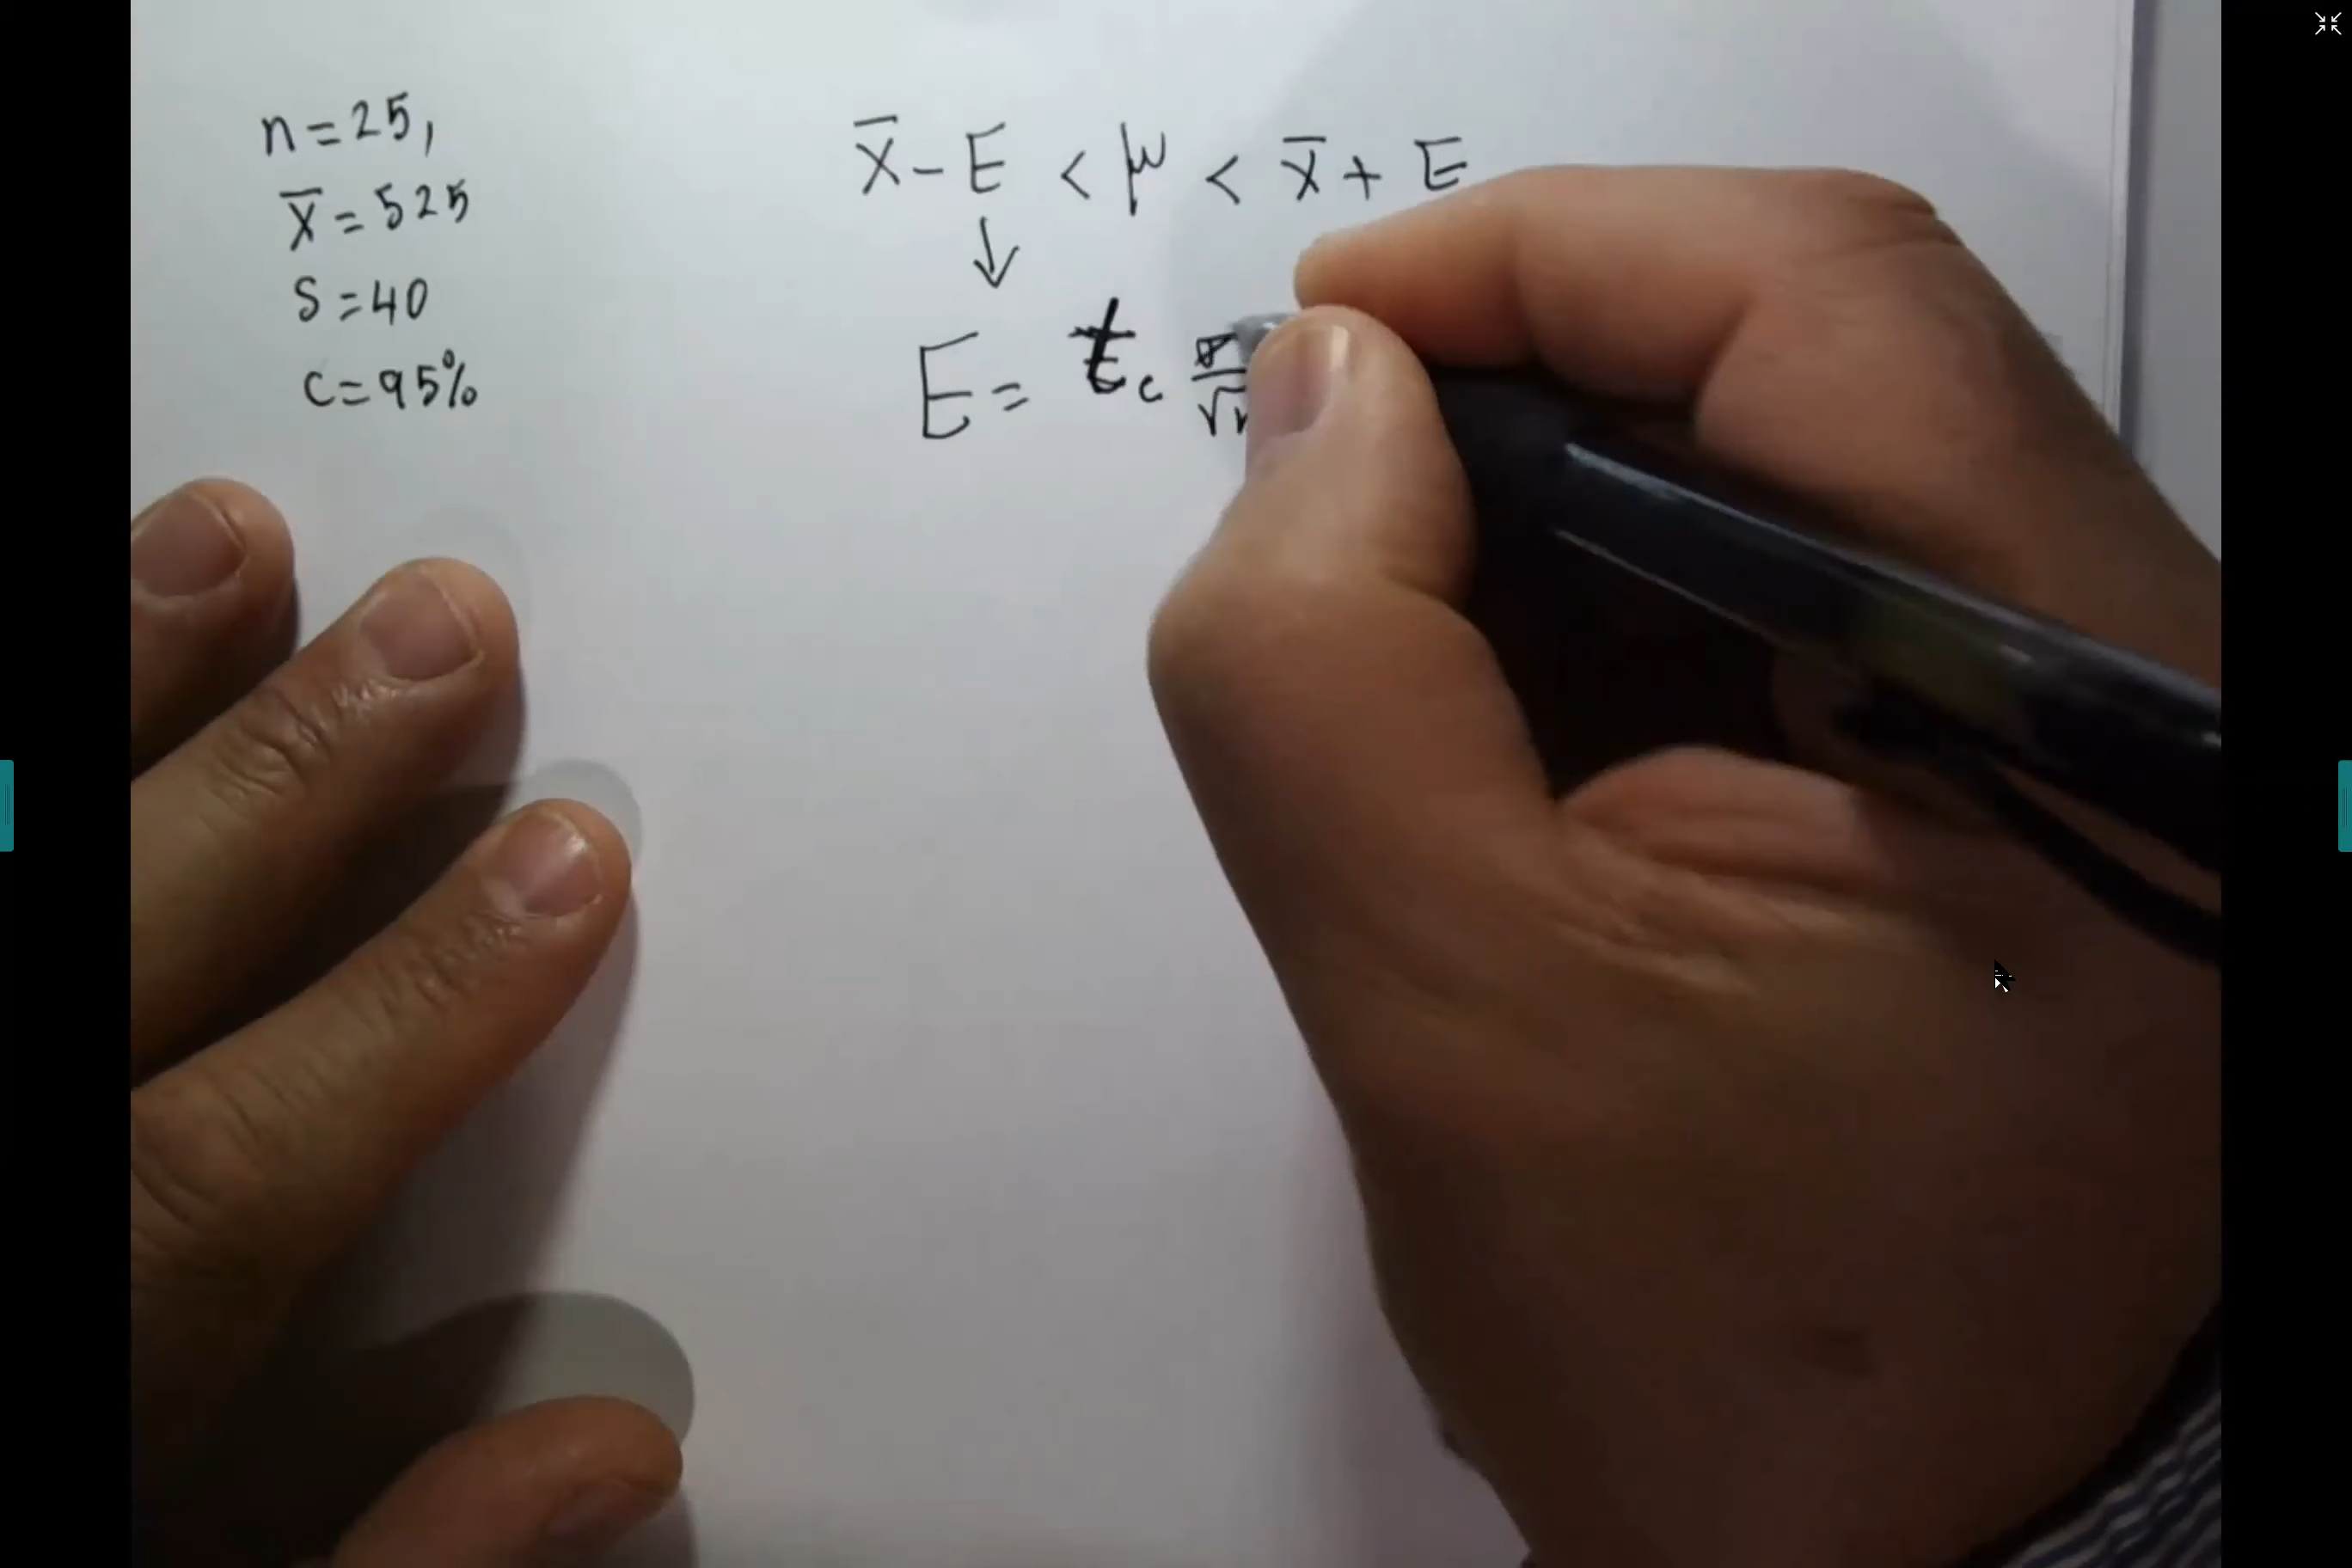 n = 25,
x̄ = 525
S = 40
C = 95%
x̄ - E < μ < x̄ + E
↓
E = t_c